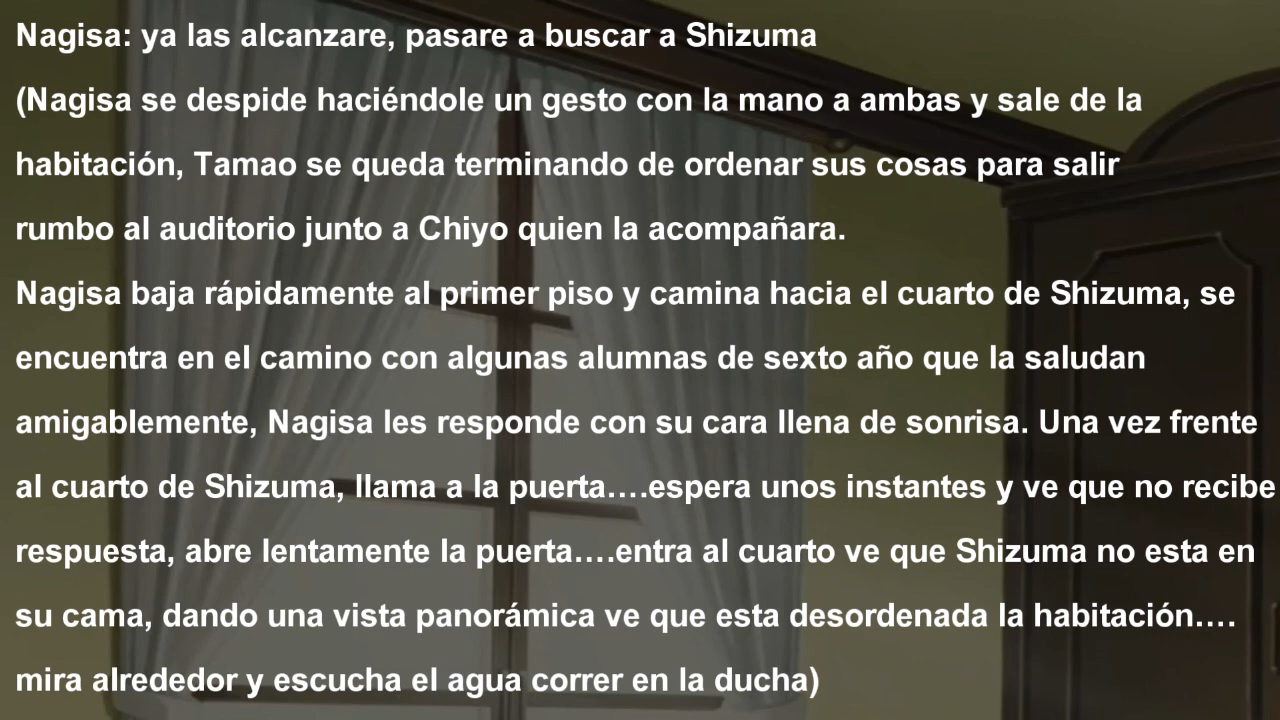 Nagisa: ya las alcanzare, pasare a buscar a Shizuma
(Nagisa se despide haciéndole un gesto con la mano a ambas y sale de la
habitación, Tamao se queda terminando de ordenar sus cosas para salir
rumbo al auditorio junto a Chiyo quien la acompañara.
Nagisa baja rápidamente al primer piso y camina hacia el cuarto de Shizuma, se
encuentra en el camino con algunas alumnas de sexto año que la saludan
amigablemente, Nagisa les responde con su cara llena de sonrisa. Una vez frente
al cuarto de Shizuma, llama a la puerta….espera unos instantes y ve que no recibe
respuesta, abre lentamente la puerta….entra al cuarto ve que Shizuma no esta en
su cama, dando una vista panorámica ve que esta desordenada la habitación….
mira alrededor y escucha el agua correr en la ducha)